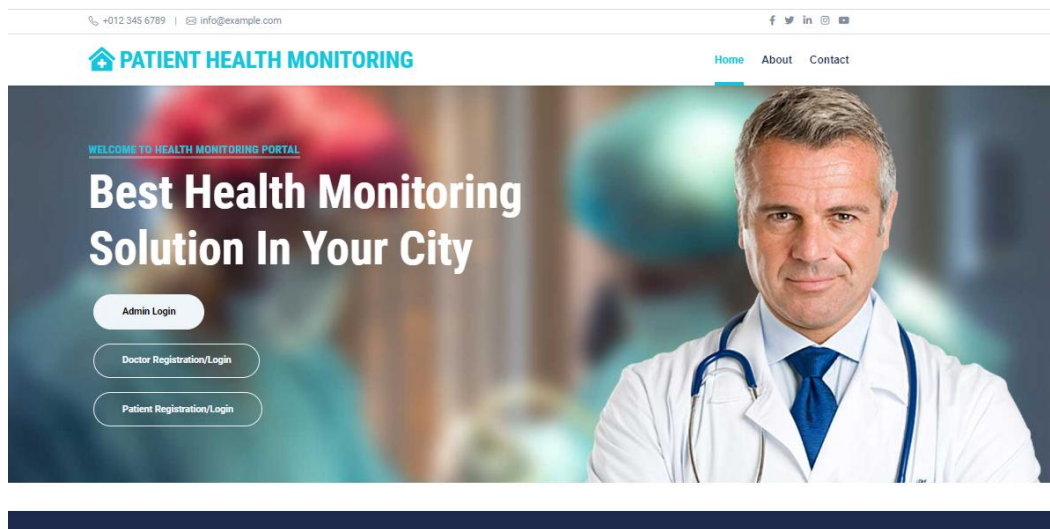 +012 345 6789 | info@example.com
PATIENT HEALTH MONITORING
Home About Contact
WELCOME TO HEALTH MONITORING PORTAL
Best Health Monitoring
Solution In Your City
Admin Login
Doctor Registration/Login
Patient Registration/Login